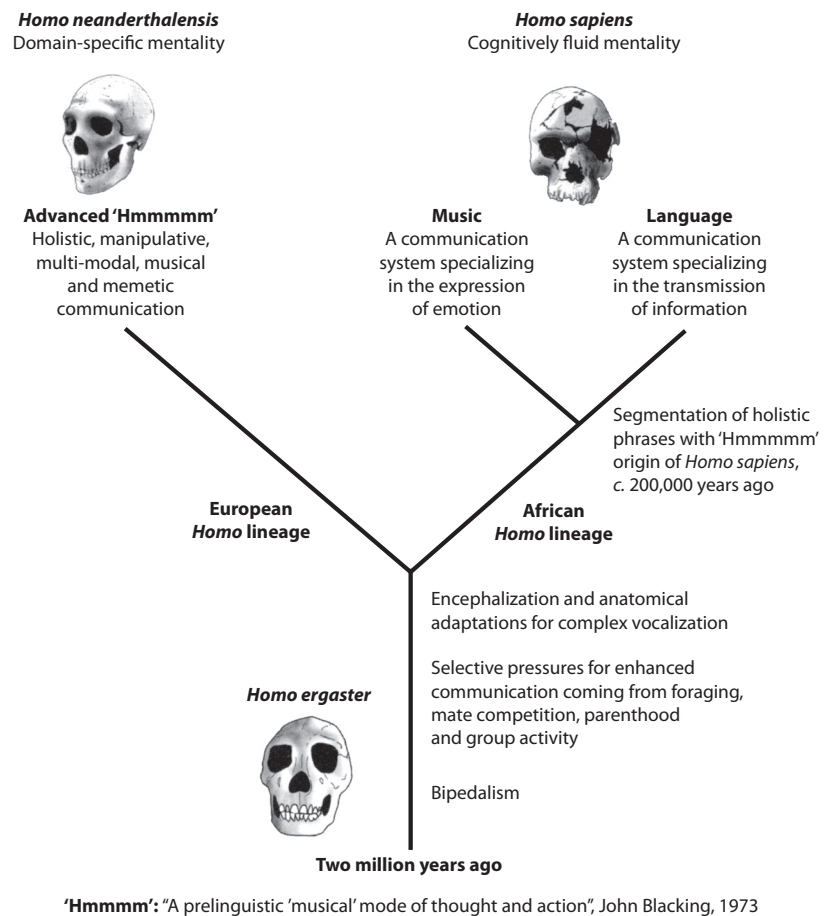 Homo neanderthalensis
Domain-specific mentality
Homo sapiens
Cognitively fluid mentality
Advanced ‘Hmmmmm’
Holistic, manipulative,
multi-modal, musical
and memetic
communication
Music
A communication
system specializing
in the expression
of emotion
Language
A communication
system specializing
in the transmission
of information
Segmentation of holistic
phrases with ‘Hmmmmm’
origin of Homo sapiens,
c. 200,000 years ago
European
Homo lineage
African
Homo lineage
Encephalization and anatomical
adaptations for complex vocalization
Selective pressures for enhanced
communication coming from foraging,
mate competition, parenthood
and group activity
Homo ergaster
Bipedalism
Two million years ago
‘Hmmmm’: “A prelinguistic ‘musical’ mode of thought and action”, John Blacking, 1973